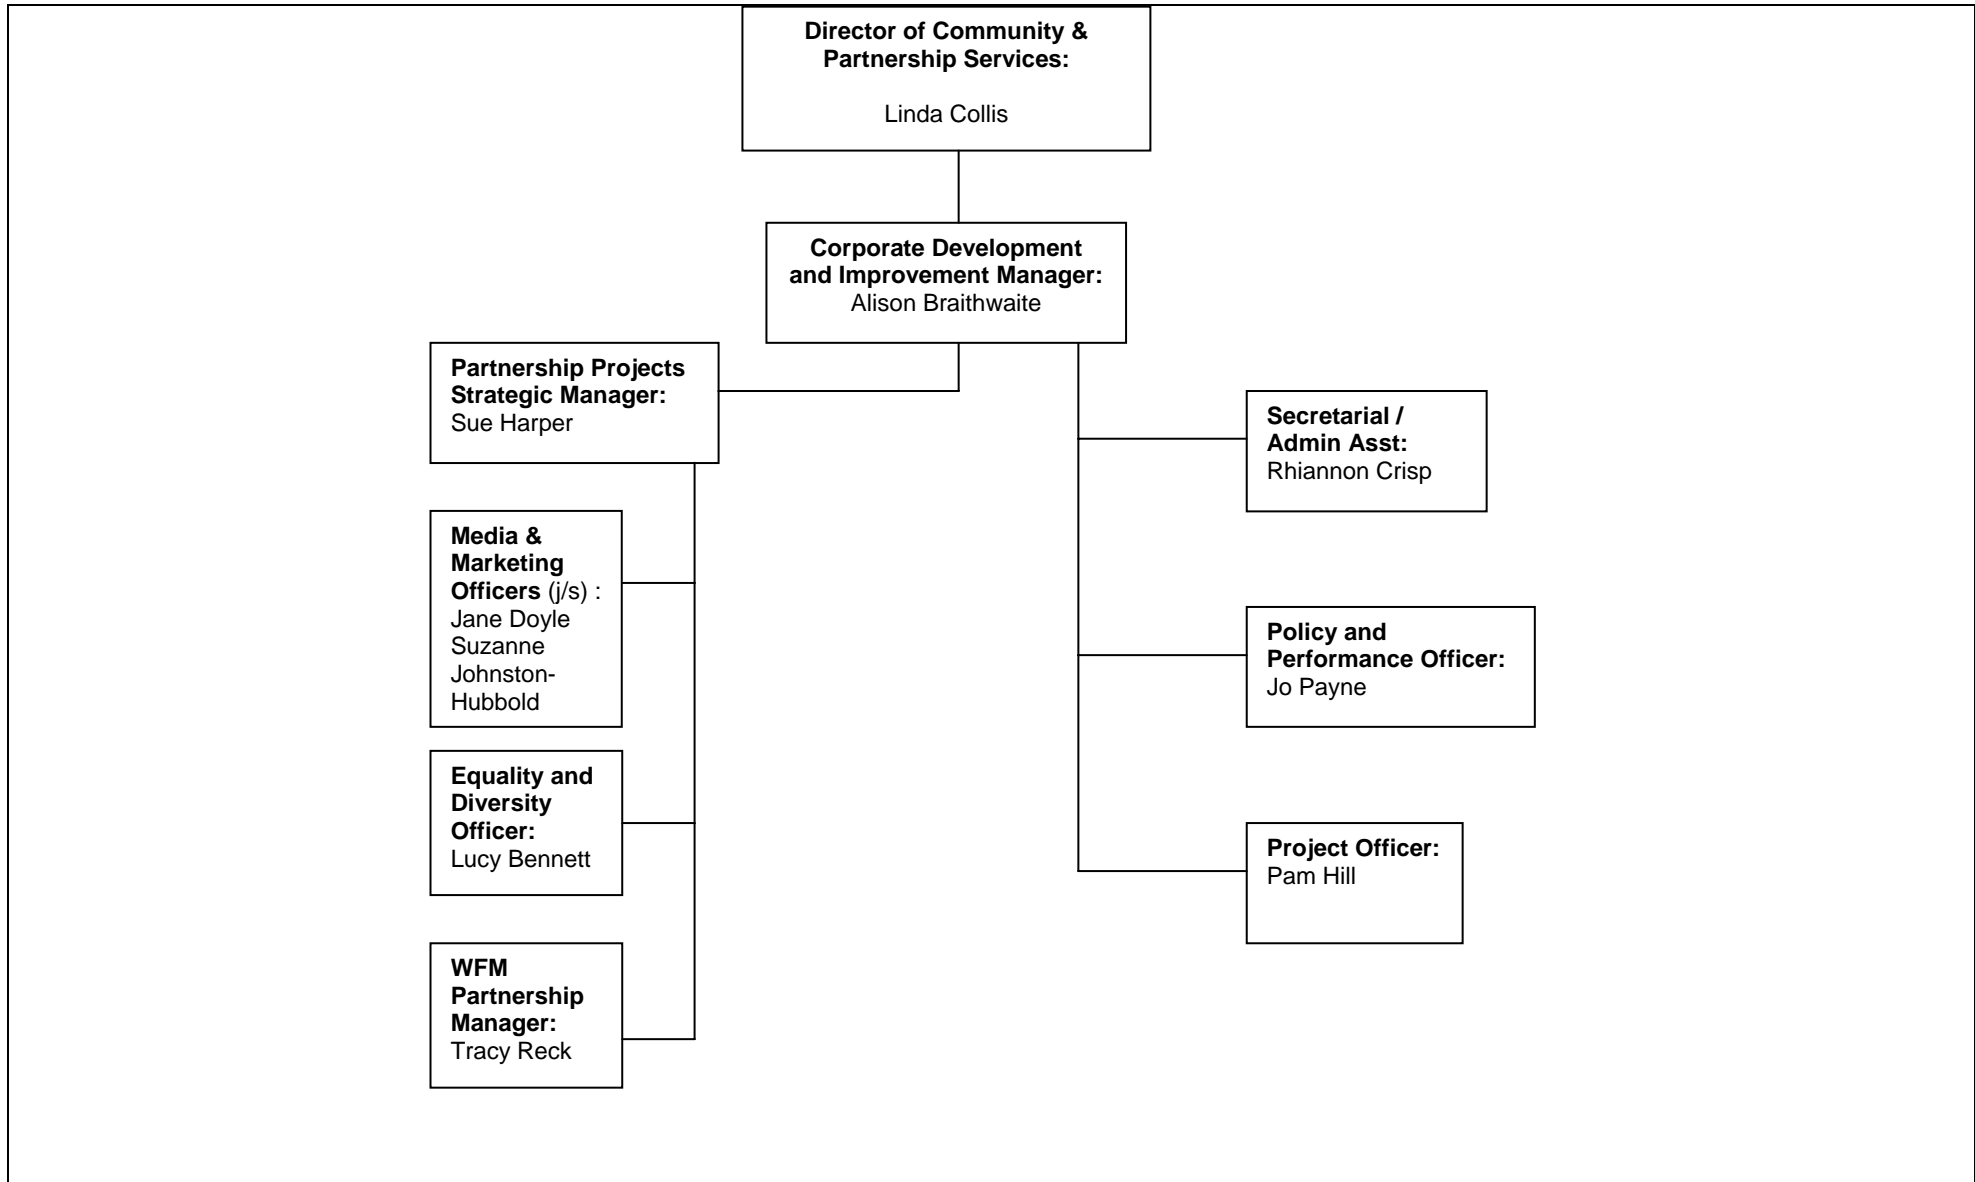 Director of Community &
Partnership Services:
Linda Collis
Corporate Development
and Improvement Manager:
Alison Braithwaite
Partnership Projects
Strategic Manager:
Sue Harper
Media &
Marketing
Officers (j/s) :
Jane Doyle
Suzanne
Johnston-
Hubbold
Equality and
Diversity
Officer:
Lucy Bennett
WFM
Partnership
Manager:
Tracy Reck
Secretarial /
Admin Asst:
Rhiannon Crisp
Policy and
Performance Officer:
Jo Payne
Project Officer:
Pam Hill